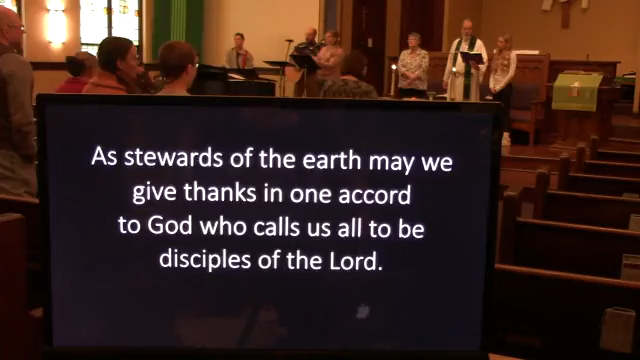 As stewards of the earth may we
give thanks in one accord
to God who calls us all to be
disciples of the Lord.